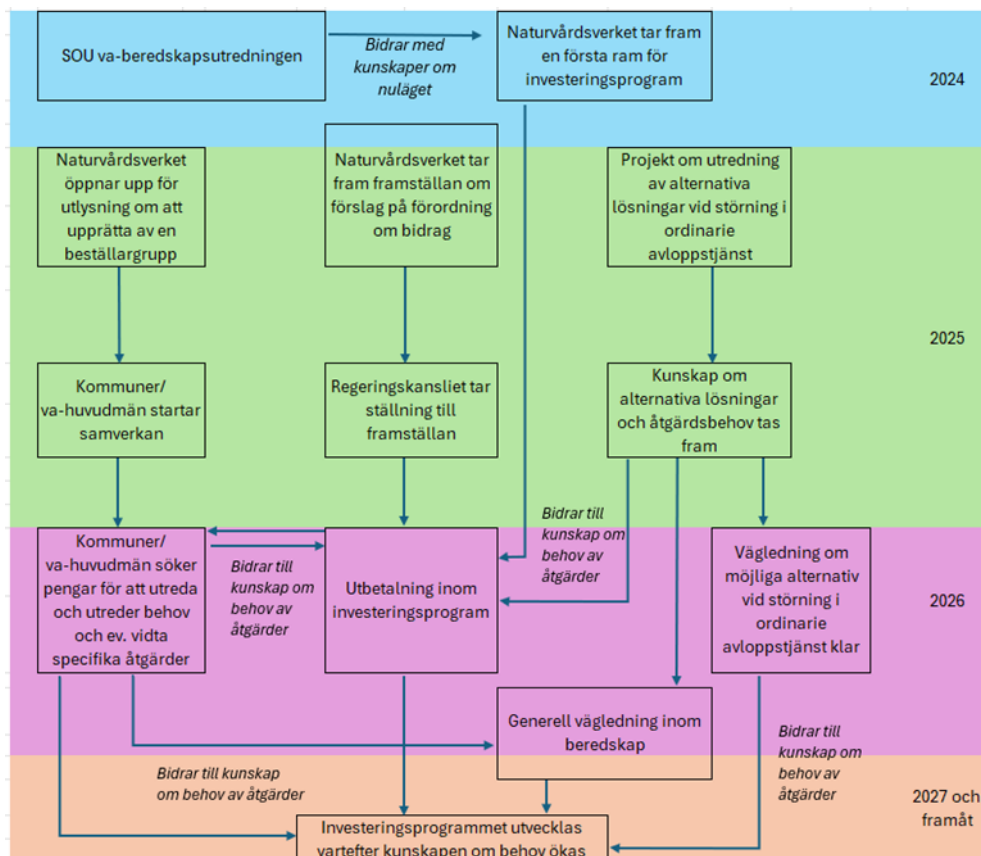 SOU va-beredskapsutredningen
Bidrar med
kunskaper om
nuläget
Naturvårdsverket tar fram
en första ram för
investeringsprogram
2024
Naturvårdsverket
öppnar upp för
utlysning om att
upprätta av en
beställargrupp
Naturvårdsverket tar
fram framställan om
förslag på förordning
om bidrag
Projekt om utredning
av alternativa
lösningar vid störning i
ordinarie
avloppstjänst
2025
Kommuner/
va-huvudmän startar
samverkan
Regeringskansliet tar
ställning till
framställan
Kunskap om
alternativa lösningar
och åtgärdsbehov tas
fram
Kommuner/
va-huvudmän söker
pengar för att utreda
och utreder behov
och ev. vidta
specifika åtgärder
Bidrar till
kunskap om
behov av
åtgärder
Utbetalning inom
investeringsprogram
Bidrar till
kunskap om
behov av
åtgärder
Vägledning om
möjliga alternativ
vid störning i
ordinarie
avloppstjänst klar
2026
Generell vägledning inom
beredskap
Bidrar till
kunskap om
behov av
åtgärder
Bidrar till kunskap
om behov av åtgärder
2027 och
framåt
Investeringsprogrammet utvecklas
vartefter kunskapen om behov ökas